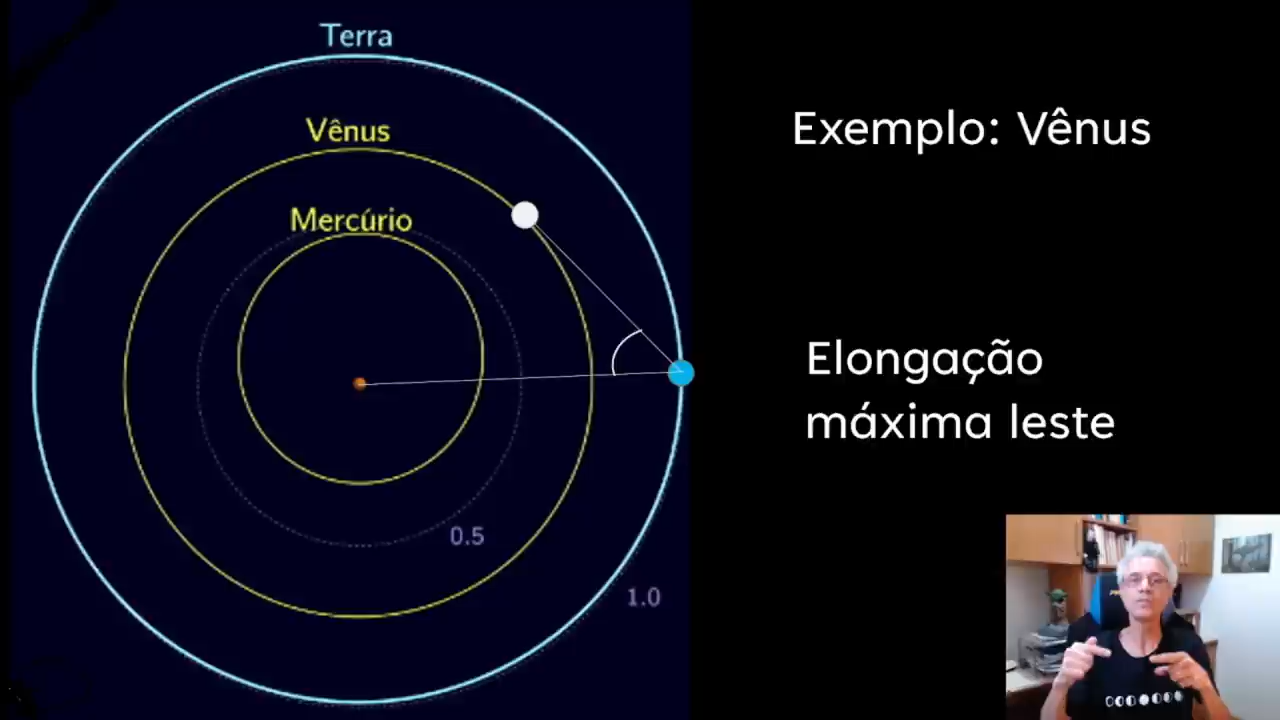 Terra
Vênus
Mercúrio
0.5
1.0
Exemplo: Vênus
Elongação
máxima leste